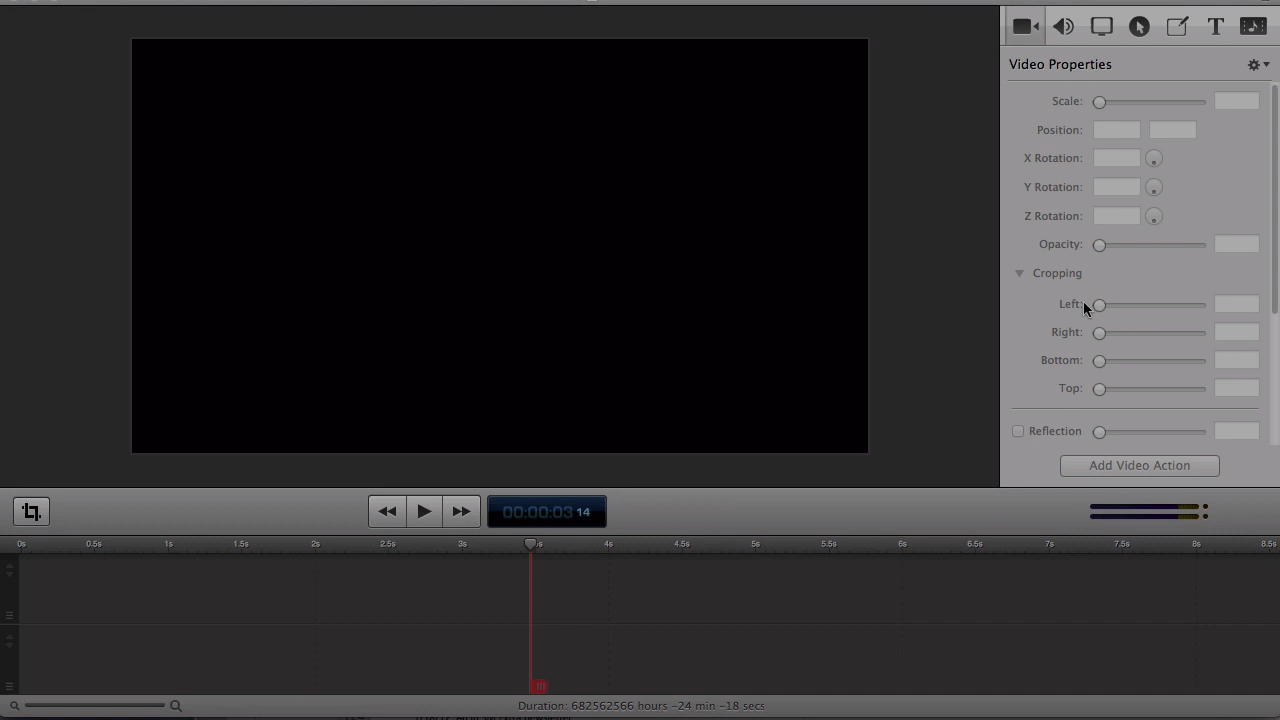 Video Properties
Scale:
Position:
X Rotation:
Y Rotation:
Z Rotation:
Opacity:
Cropping
Left:
Right:
Bottom:
Top:
Reflection
Add Video Action
00:00:03 14
0s 0.5s 1s 1.5s 2s 2.5s 3s 4s 4.5s 5s 5.5s 6s 6.5s 7s 7.5s 8s 8.5s
Duration: 682562566 hours -24 min -18 secs